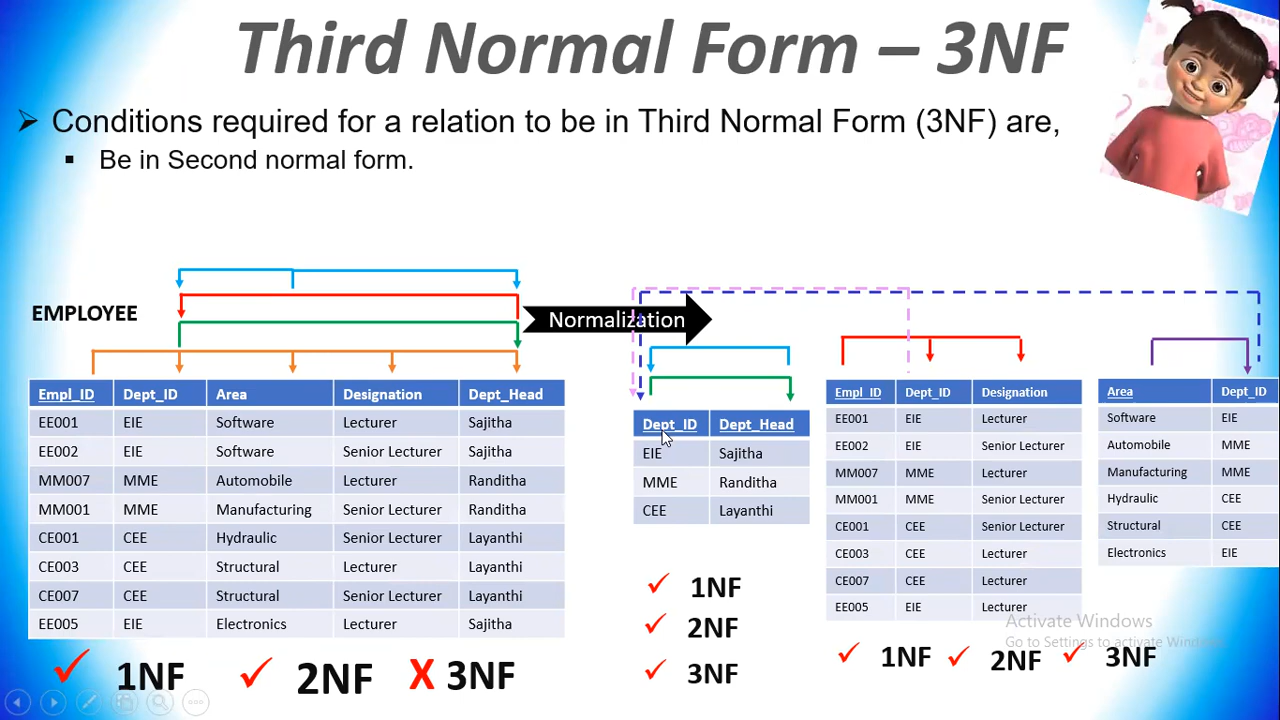 Third Normal Form – 3NF
➢ Conditions required for a relation to be in Third Normal Form (3NF) are,
▪ Be in Second normal form.
EMPLOYEE
Empl_ID Dept_ID Area Designation Dept_Head
EE001 EIE Software Lecturer Sajitha
EE002 EIE Software Senior Lecturer Sajitha
MM007 MME Automobile Lecturer Randitha
MM001 MME Manufacturing Senior Lecturer Randitha
CE001 CEE Hydraulic Senior Lecturer Layanthi
CE003 CEE Structural Lecturer Layanthi
CE007 CEE Structural Senior Lecturer Layanthi
EE005 EIE Electronics Lecturer Sajitha
✓ 1NF ✓ 2NF X 3NF
Normalization
Dept_ID Dept_Head
EIE Sajitha
MME Randitha
CEE Layanthi
✓ 1NF
✓ 2NF
✓ 3NF
Empl_ID Dept_ID Designation
EE001 EIE Lecturer
EE002 EIE Senior Lecturer
MM007 MME Lecturer
MM001 MME Senior Lecturer
CE001 CEE Senior Lecturer
CE003 CEE Lecturer
CE007 CEE Lecturer
EE005 EIE Lecturer
Area Dept_ID
Software EIE
Automobile MME
Manufacturing MME
Hydraulic CEE
Structural CEE
Electronics EIE
Activate Windows
Go to Settings to activate Windows.
✓ 1NF ✓ 2NF ✓ 3NF